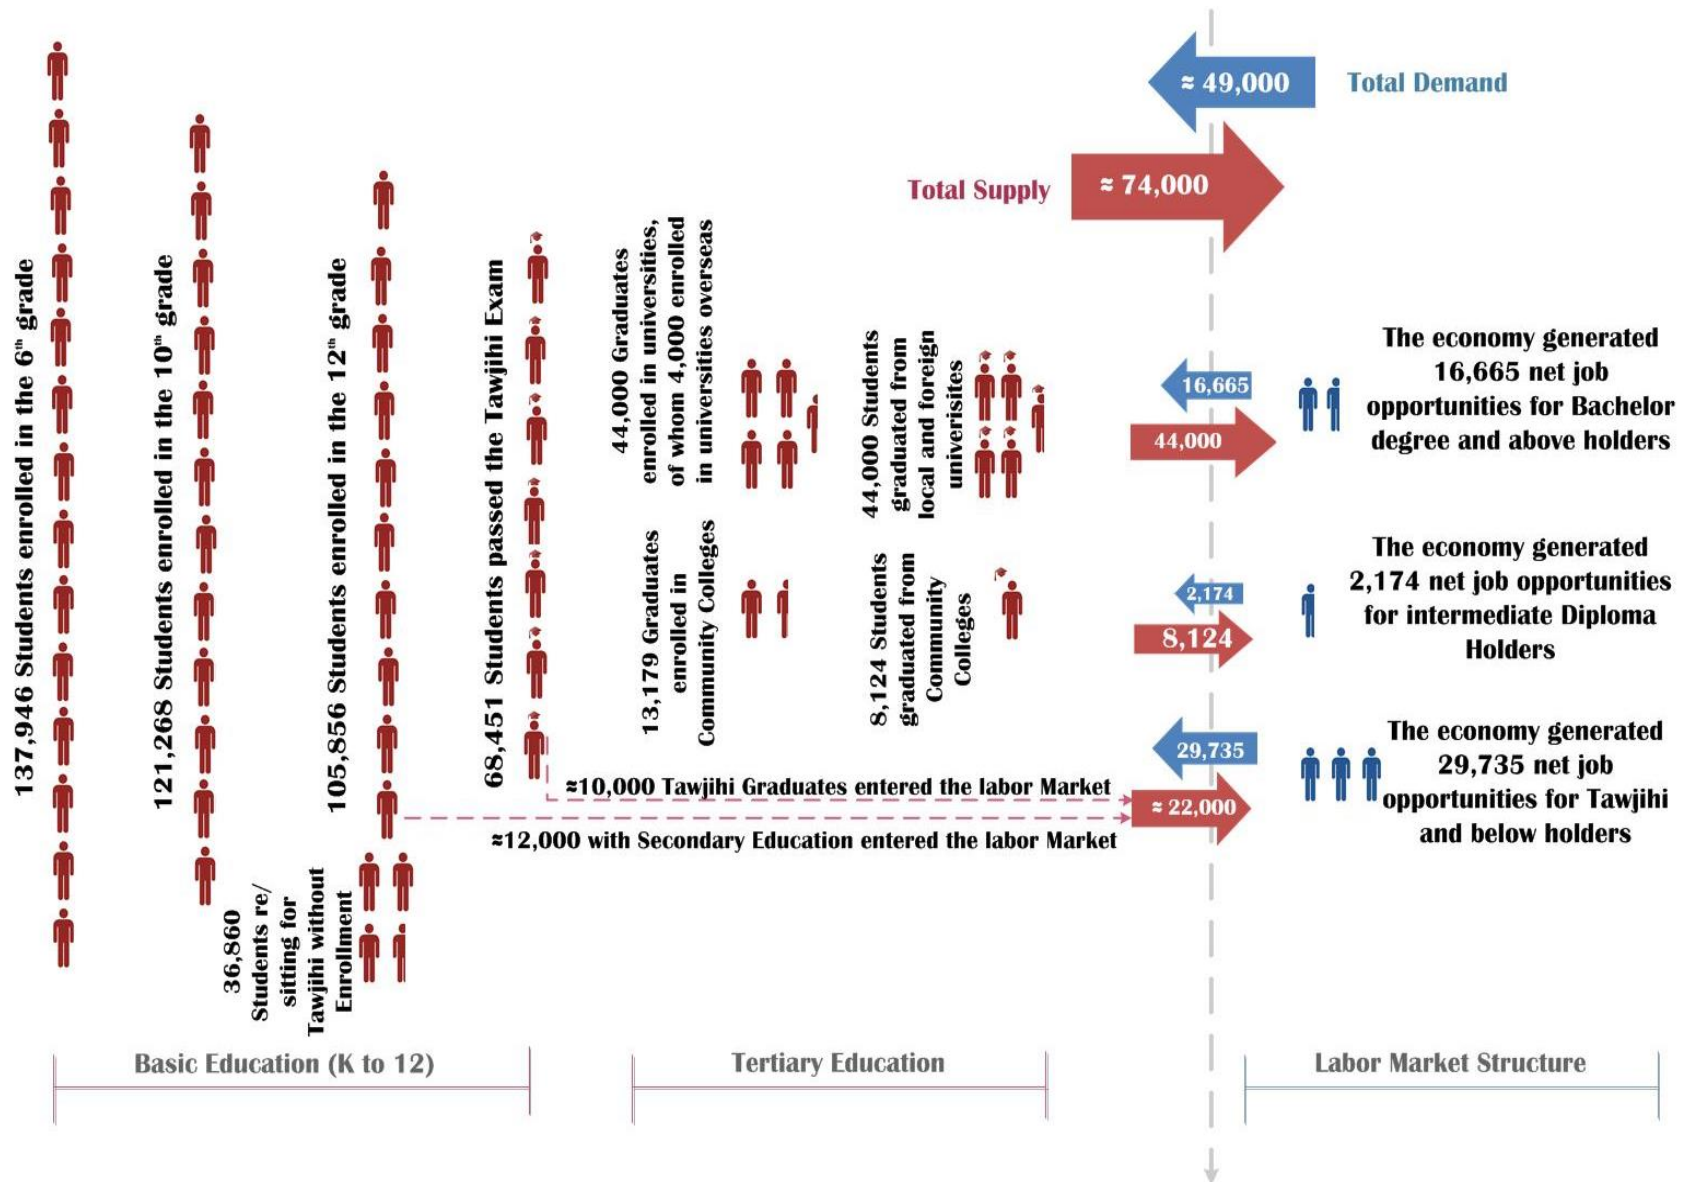 ≈ 49,000
Total Demand
Total Supply
≈ 74,000
137,946 Students enrolled in the 6th grade
121,268 Students enrolled in the 10th grade
105,856 Students enrolled in the 12th grade
36,860
Students re/
sitting for
Tawjihi without
Enrollment
68,451 Students passed the Tawjihi Exam
44,000 Graduates
enrolled in universities,
of whom 4,000 enrolled
in universities overseas
44,000 Students
graduated from
local and foreign
univerisites
13,179 Graduates
enrolled in
Community Colleges
8,124 Students
graduated from
Community
Colleges
16,665
44,000
The economy generated
16,665 net job
opportunities for Bachelor
degree and above holders
2,174
8,124
The economy generated
2,174 net job opportunities
for intermediate Diploma
Holders
29,735
≈ 22,000
The economy generated
29,735 net job
opportunities for Tawjihi
and below holders
≈10,000 Tawjihi Graduates entered the labor Market
≈12,000 with Secondary Education entered the labor Market
Basic Education (K to 12)
Tertiary Education
Labor Market Structure